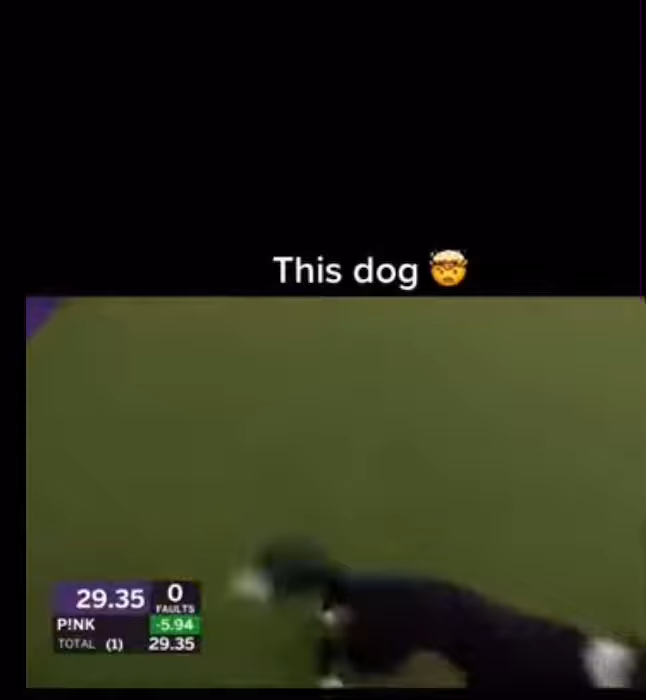 This dog 🤯
29.35 0
FAULTS
P!NK -5.94
TOTAL (1) 29.35